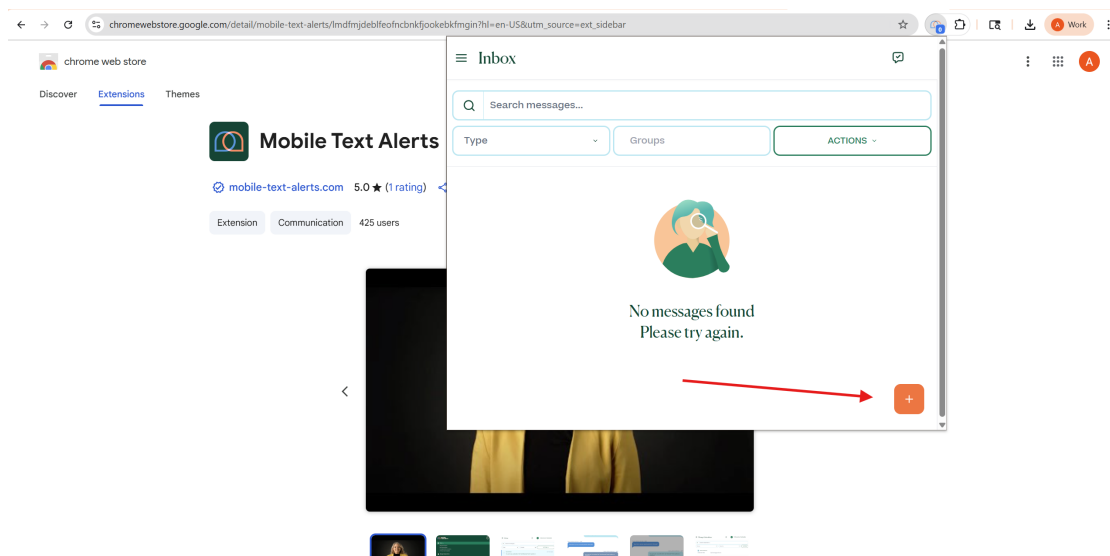 chromewebstore.google.com/detail/mobile-text-alerts/lmdfmjdeblfeofncbnkfjookebkfmgin?hl=en-US&utm_source=ext_sidebar
0
A Work
chrome web store
A
Discover Extensions Themes
Mobile Text Alerts
mobile-text-alerts.com 5.0 ★ (1 rating)
Extension Communication 425 users
Inbox
Search messages...
Type Groups ACTIONS
No messages found
Please try again.
+